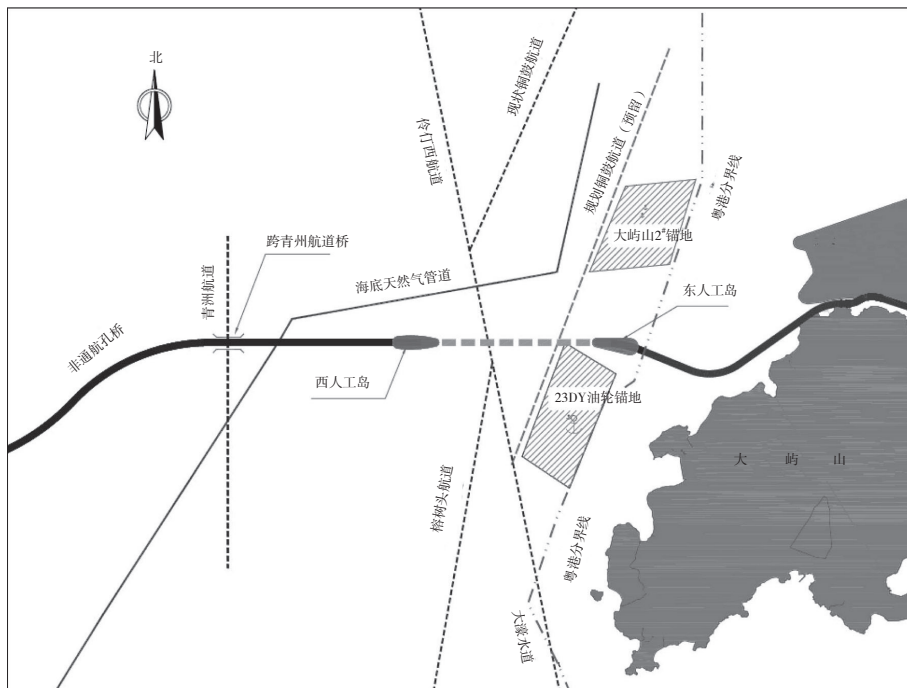 北
现状铜鼓航道
伶仃西航道
规划铜鼓航道（预留）
粤港分界线
大屿山2#锚地
跨青州航道桥
青洲航道
海底天然气管道
东人工岛
非通航孔桥
西人工岛
23DY油轮锚地
大屿山
榕树头航道
粤港分界线
大濠水道